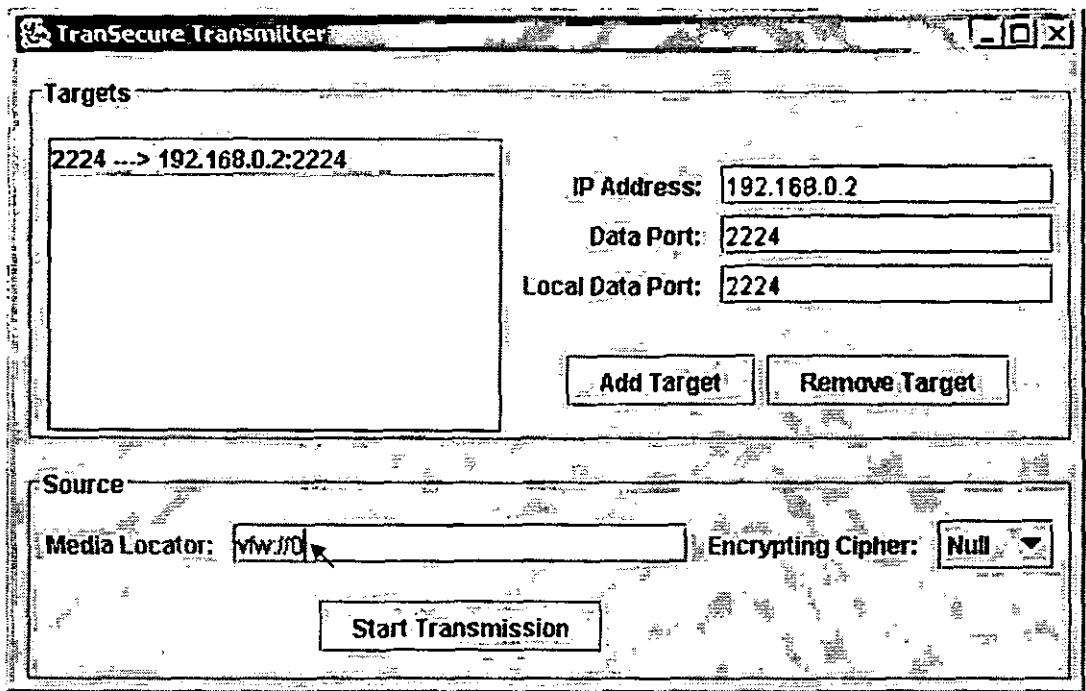 TranSecure Transmitter
Targets
2224 ---> 192.168.0.2:2224
IP Address: 192.168.0.2
Data Port: 2224
Local Data Port: 2224
Add Target Remove Target
Source
Media Locator: vfw://0 Encrypting Cipher: Null
Start Transmission